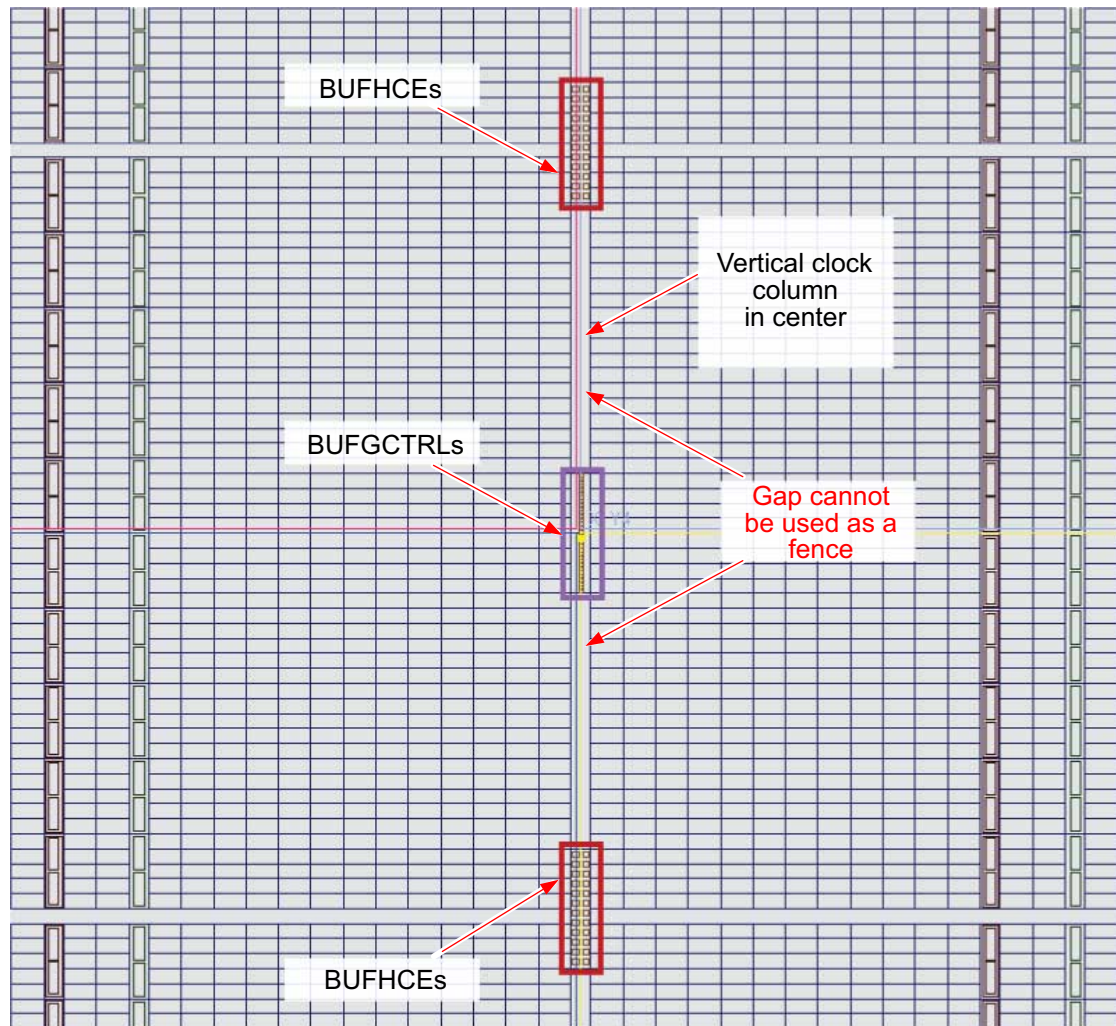 BUFHCEs
Vertical clock
column
in center
BUFGCTRLs
Gap cannot
be used as a
fence
BUFHCEs